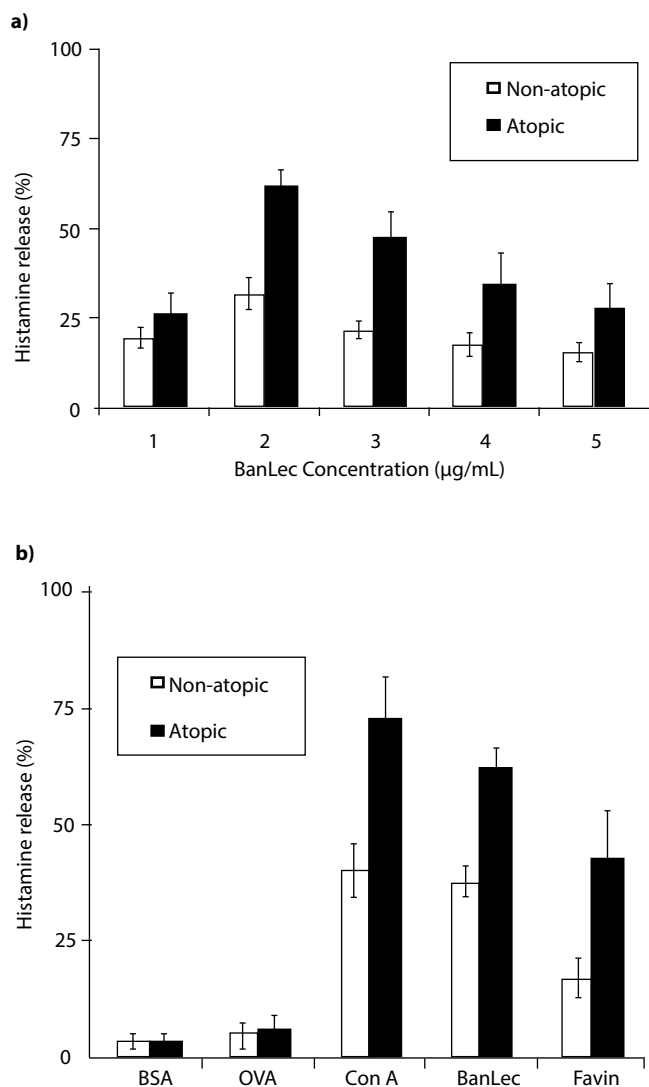 a)
100
75
50
25
0
Histamine release (%)
Non-atopic
Atopic
1 2 3 4 5
BanLec Concentration (µg/mL)
b)
100
75
50
25
0
Histamine release (%)
Non-atopic
Atopic
BSA OVA Con A BanLec Favin